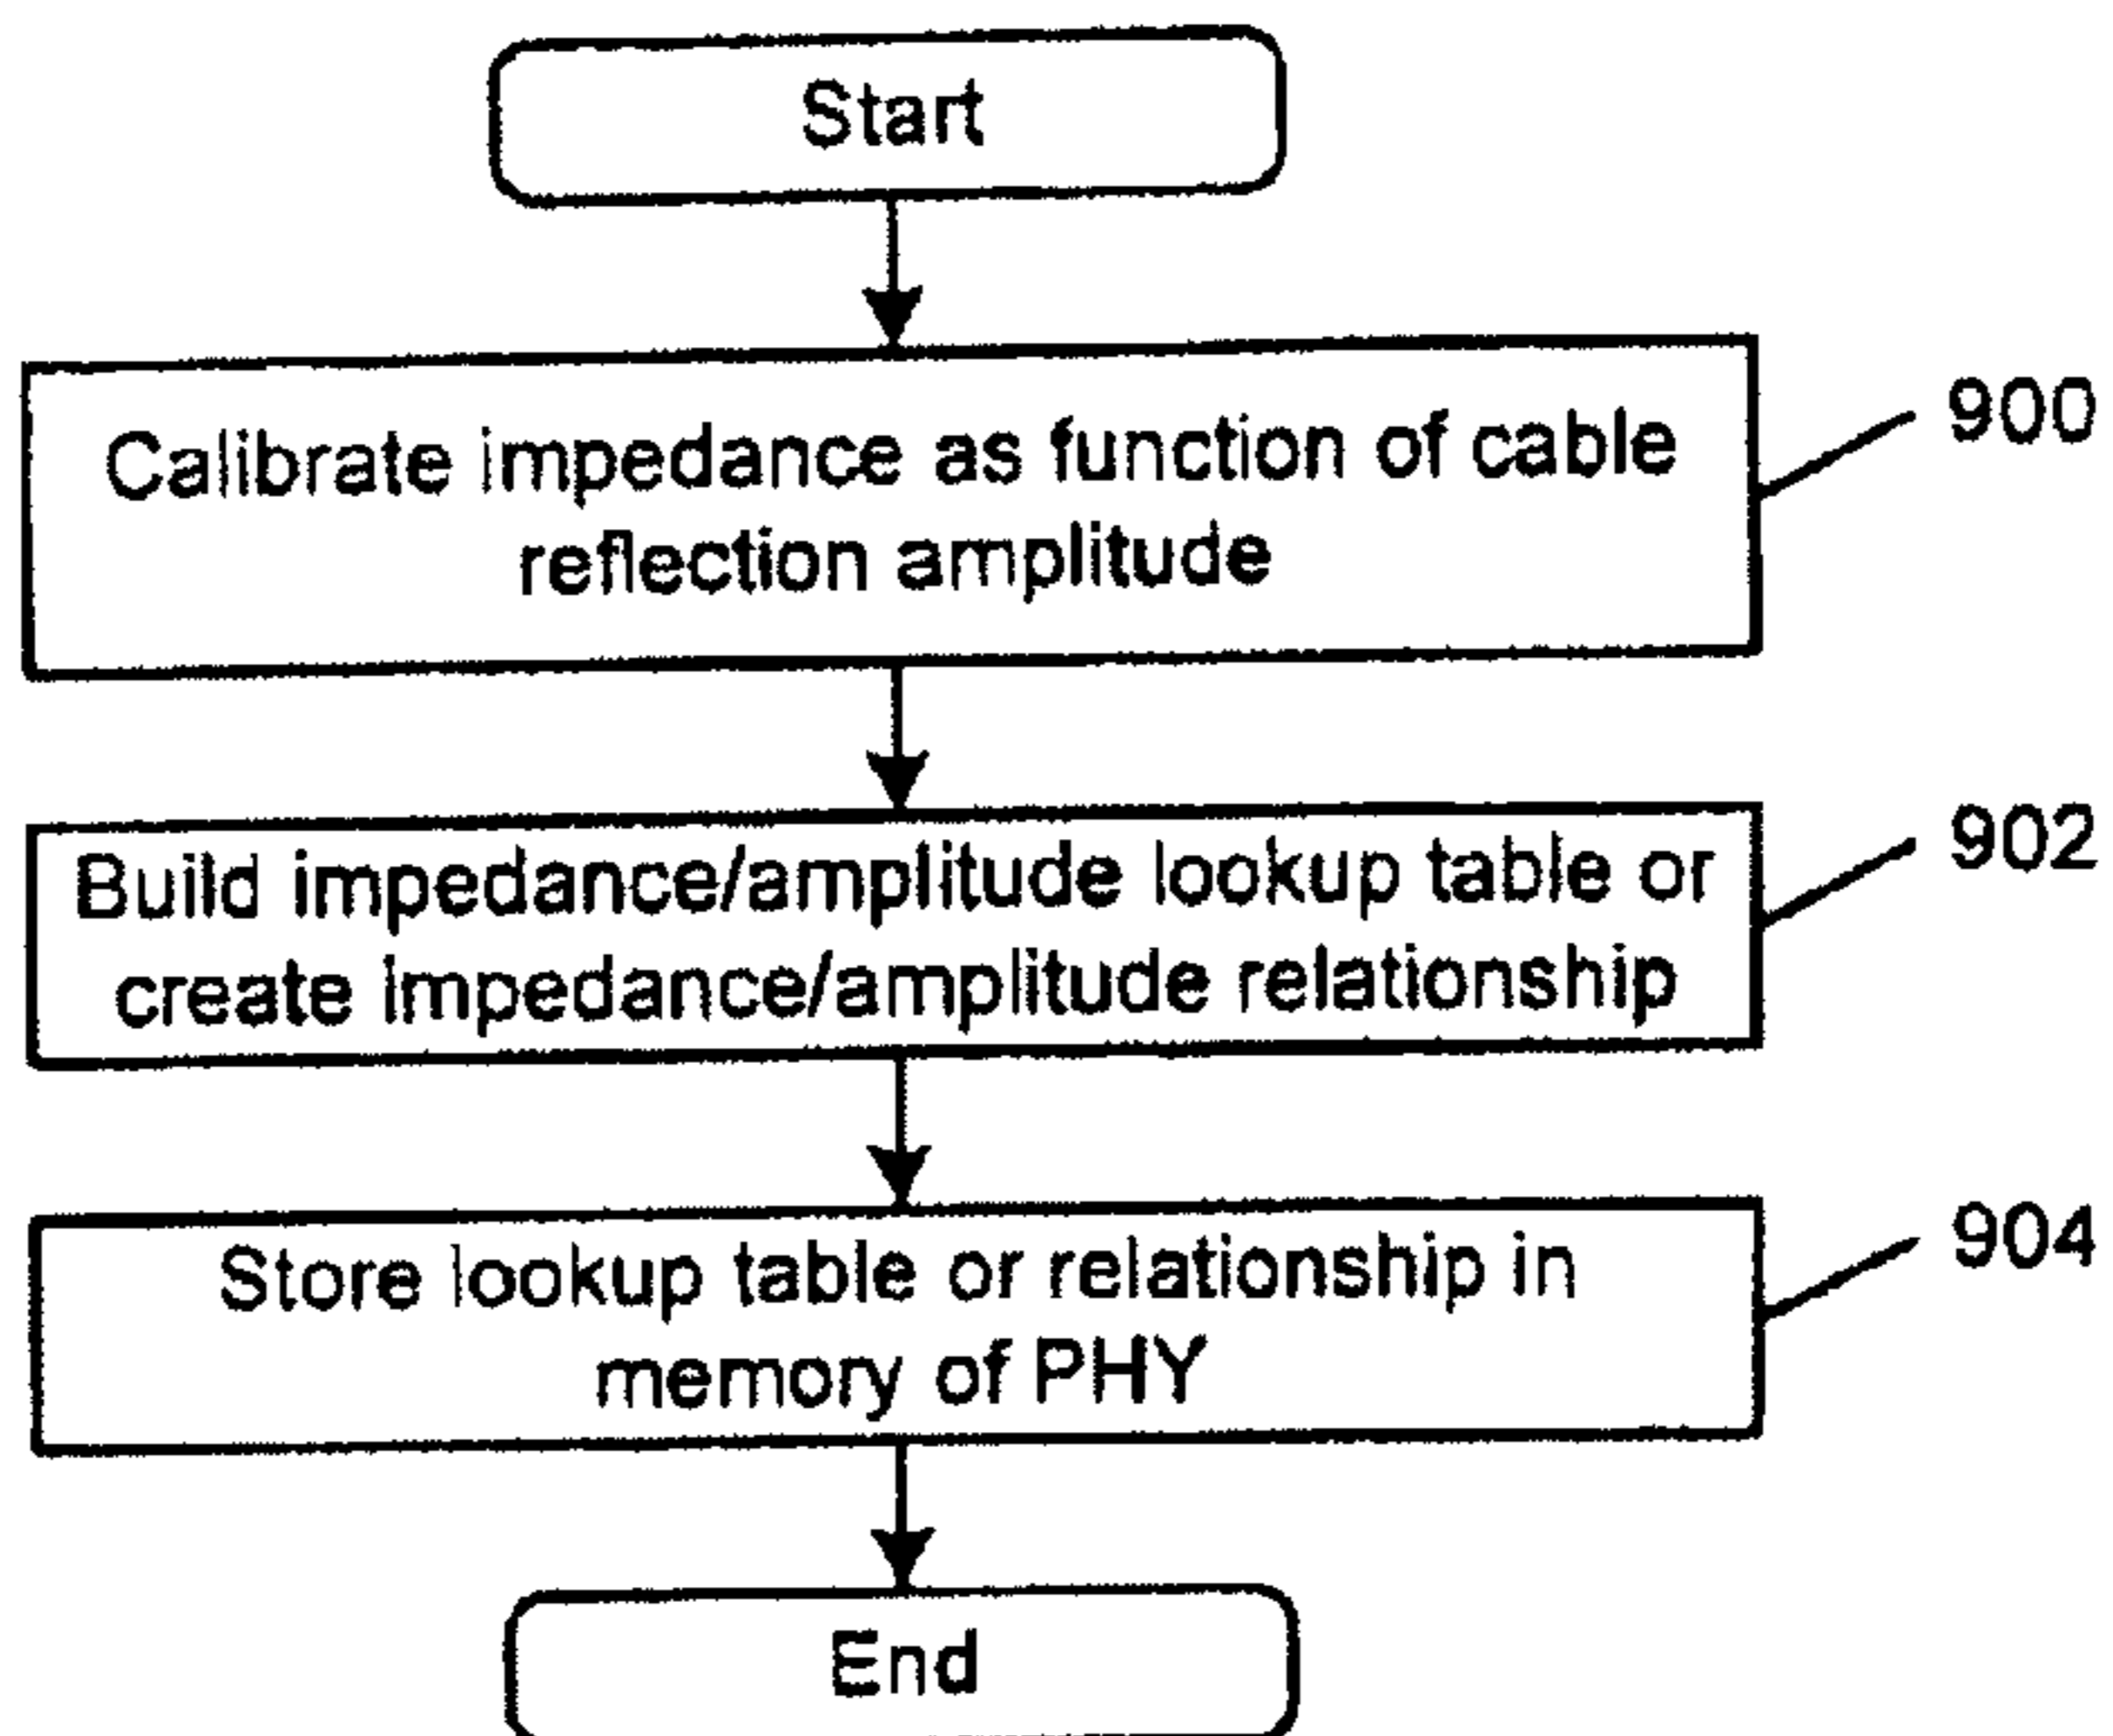 Start
Calibrate impedance as function of cable
reflection amplitude
900
Build impedance/amplitude lookup table or
create impedance/amplitude relationship
902
Store lookup table or relationship in
memory of PHY
904
End